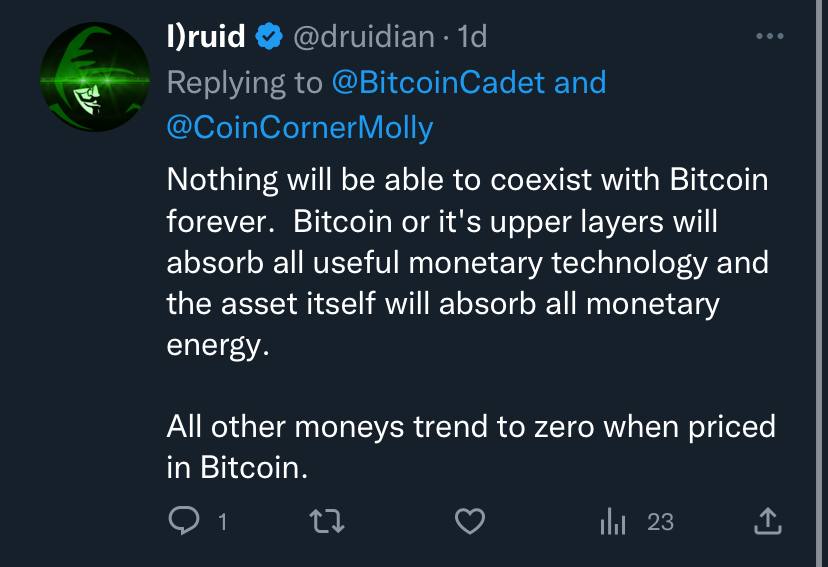 l)ruid @druidian · 1d
Replying to @BitcoinCadet and
@CoinCornerMolly
Nothing will be able to coexist with Bitcoin
forever.  Bitcoin or it's upper layers will
absorb all useful monetary technology and
the asset itself will absorb all monetary
energy.
All other moneys trend to zero when priced
in Bitcoin.
1 23